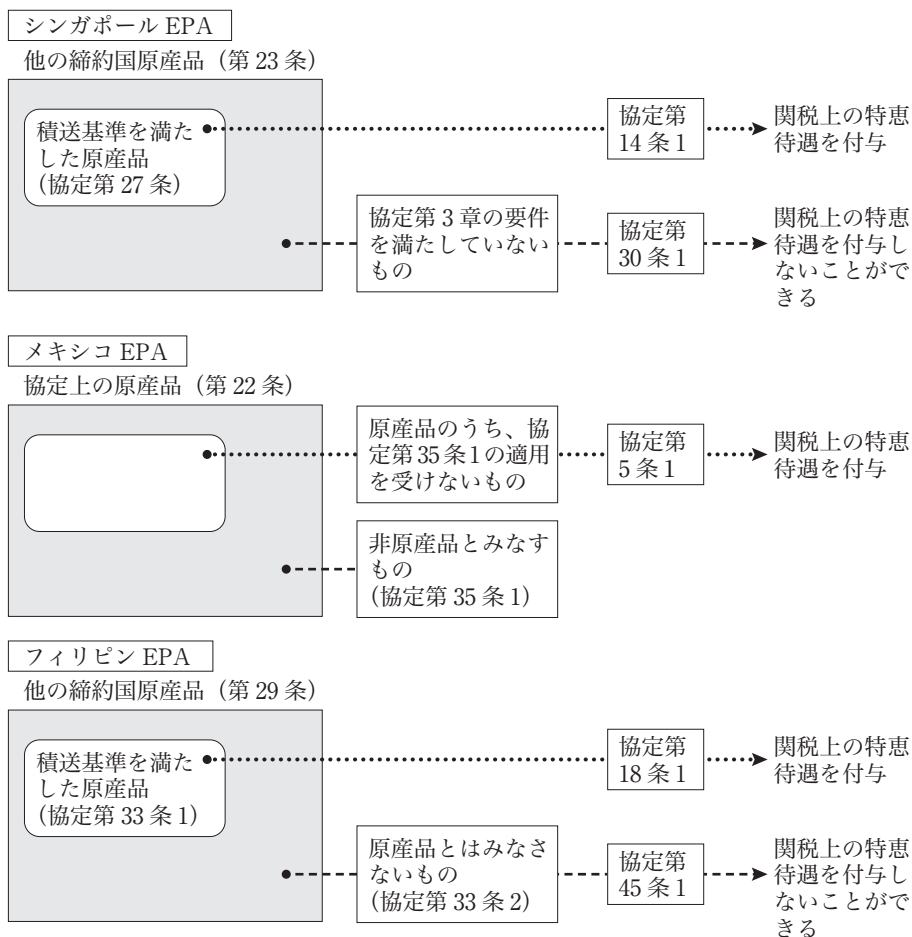 シンガポール EPA
他の締約国原産品（第 23 条）
積送基準を満た
した原産品
（協定第 27 条）
協定第
14 条 1
関税上の特恵
待遇を付与
協定第 3 章の要件
を満たしていない
もの
協定第
30 条 1
関税上の特恵
待遇を付与し
ないことがで
きる
メキシコ EPA
協定上の原産品（第 22 条）
原産品のうち、協
定第 35 条 1 の適用
を受けないもの
協定第
5 条 1
関税上の特恵
待遇を付与
非原産品とみなす
もの
（協定第 35 条 1）
フィリピン EPA
他の締約国原産品（第 29 条）
積送基準を満た
した原産品
（協定第 33 条 1）
協定第
18 条 1
関税上の特恵
待遇を付与
原産品とはみなさ
ないもの
（協定第 33 条 2）
協定第
45 条 1
関税上の特恵
待遇を付与し
ないことがで
きる